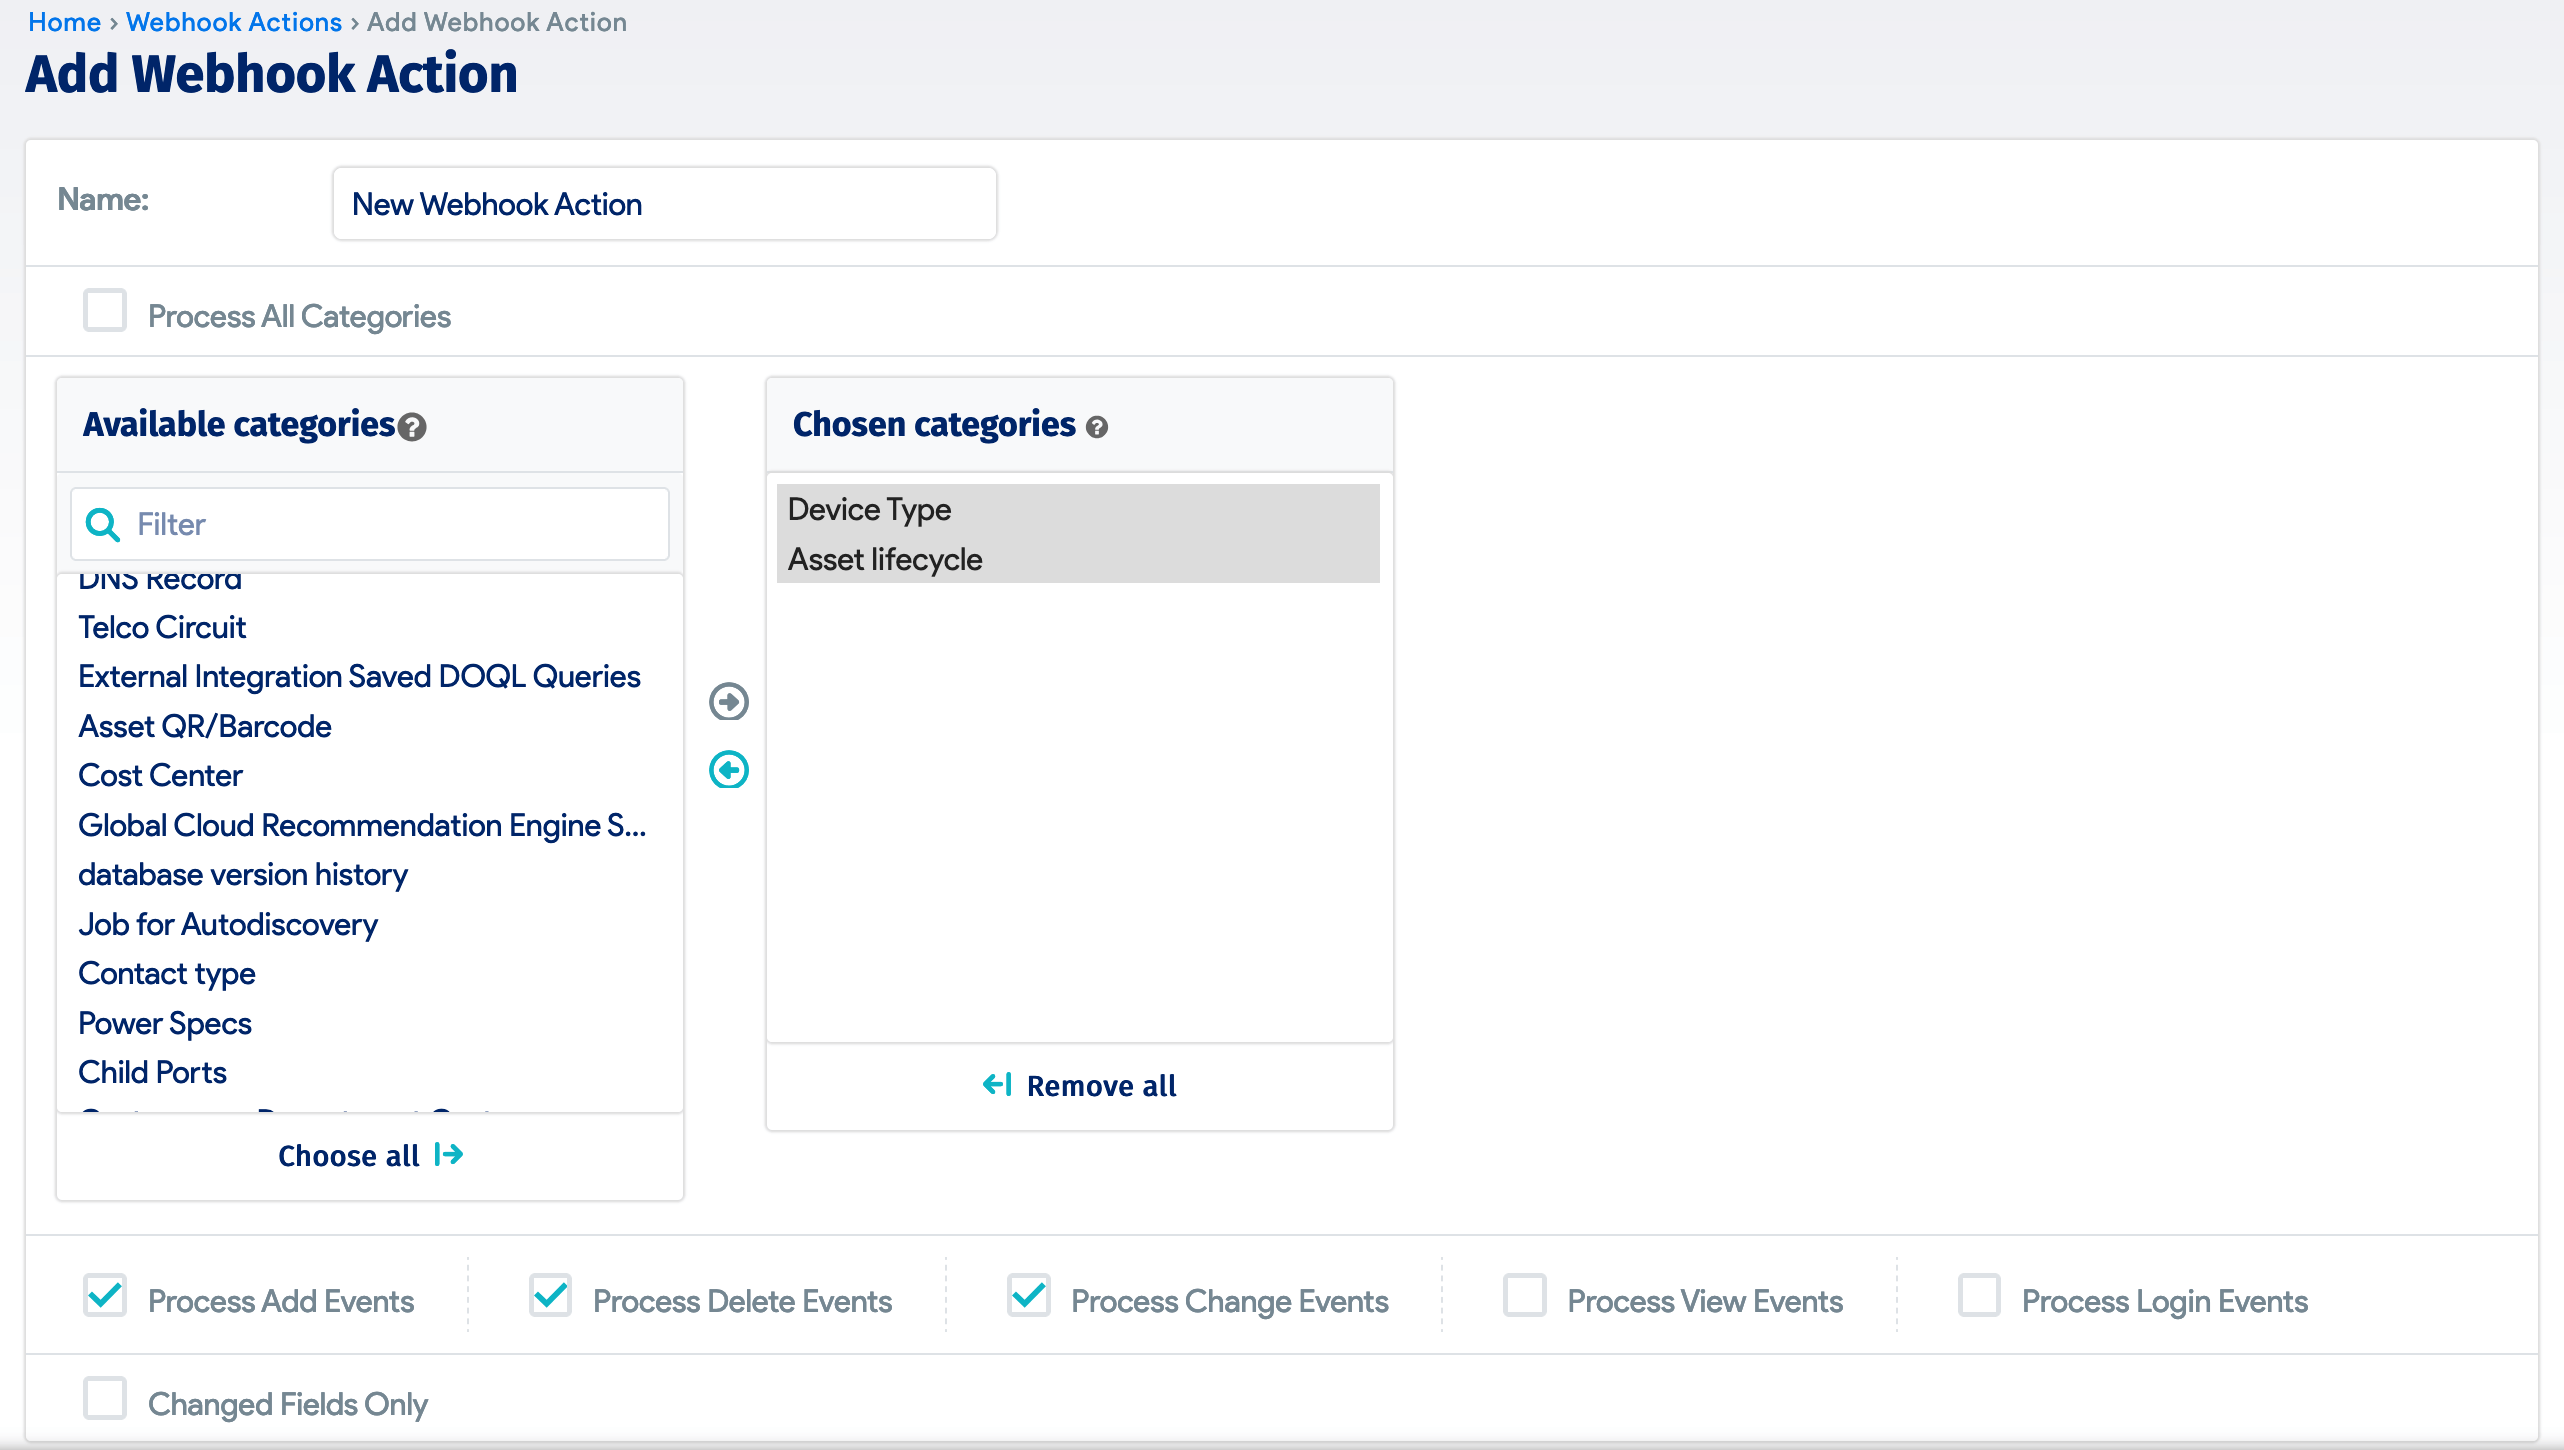 Home › Webhook Actions › Add Webhook Action
Add Webhook Action
Name:
New Webhook Action
Process All Categories
Available categories
Filter
DNS Record
Telco Circuit
External Integration Saved DOQL Queries
Asset QR/Barcode
Cost Center
Global Cloud Recommendation Engine S...
database version history
Job for Autodiscovery
Contact type
Power Specs
Child Ports
Choose all
Chosen categories
Device Type
Asset lifecycle
Remove all
Process Add Events
Process Delete Events
Process Change Events
Process View Events
Process Login Events
Changed Fields Only